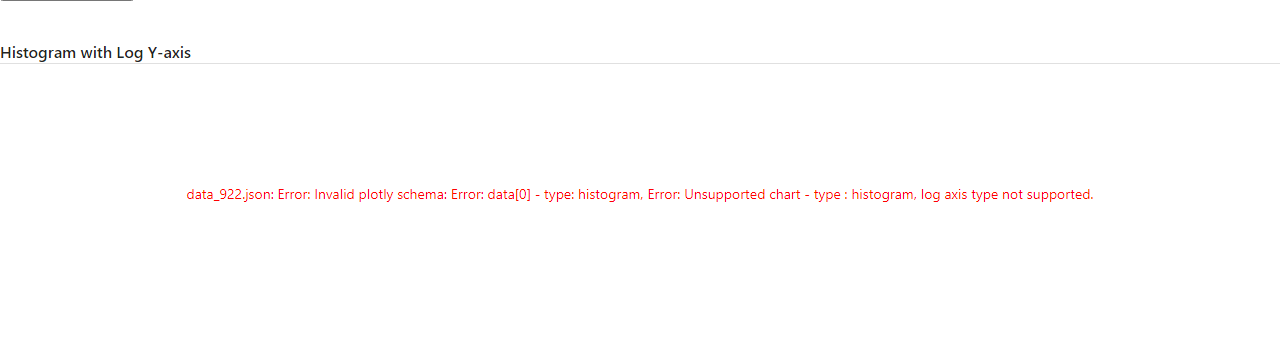 Histogram with Log Y-axis
data_922.json: Error: Invalid plotly schema: Error: data[0] - type: histogram, Error: Unsupported chart - type : histogram, log axis type not supported.